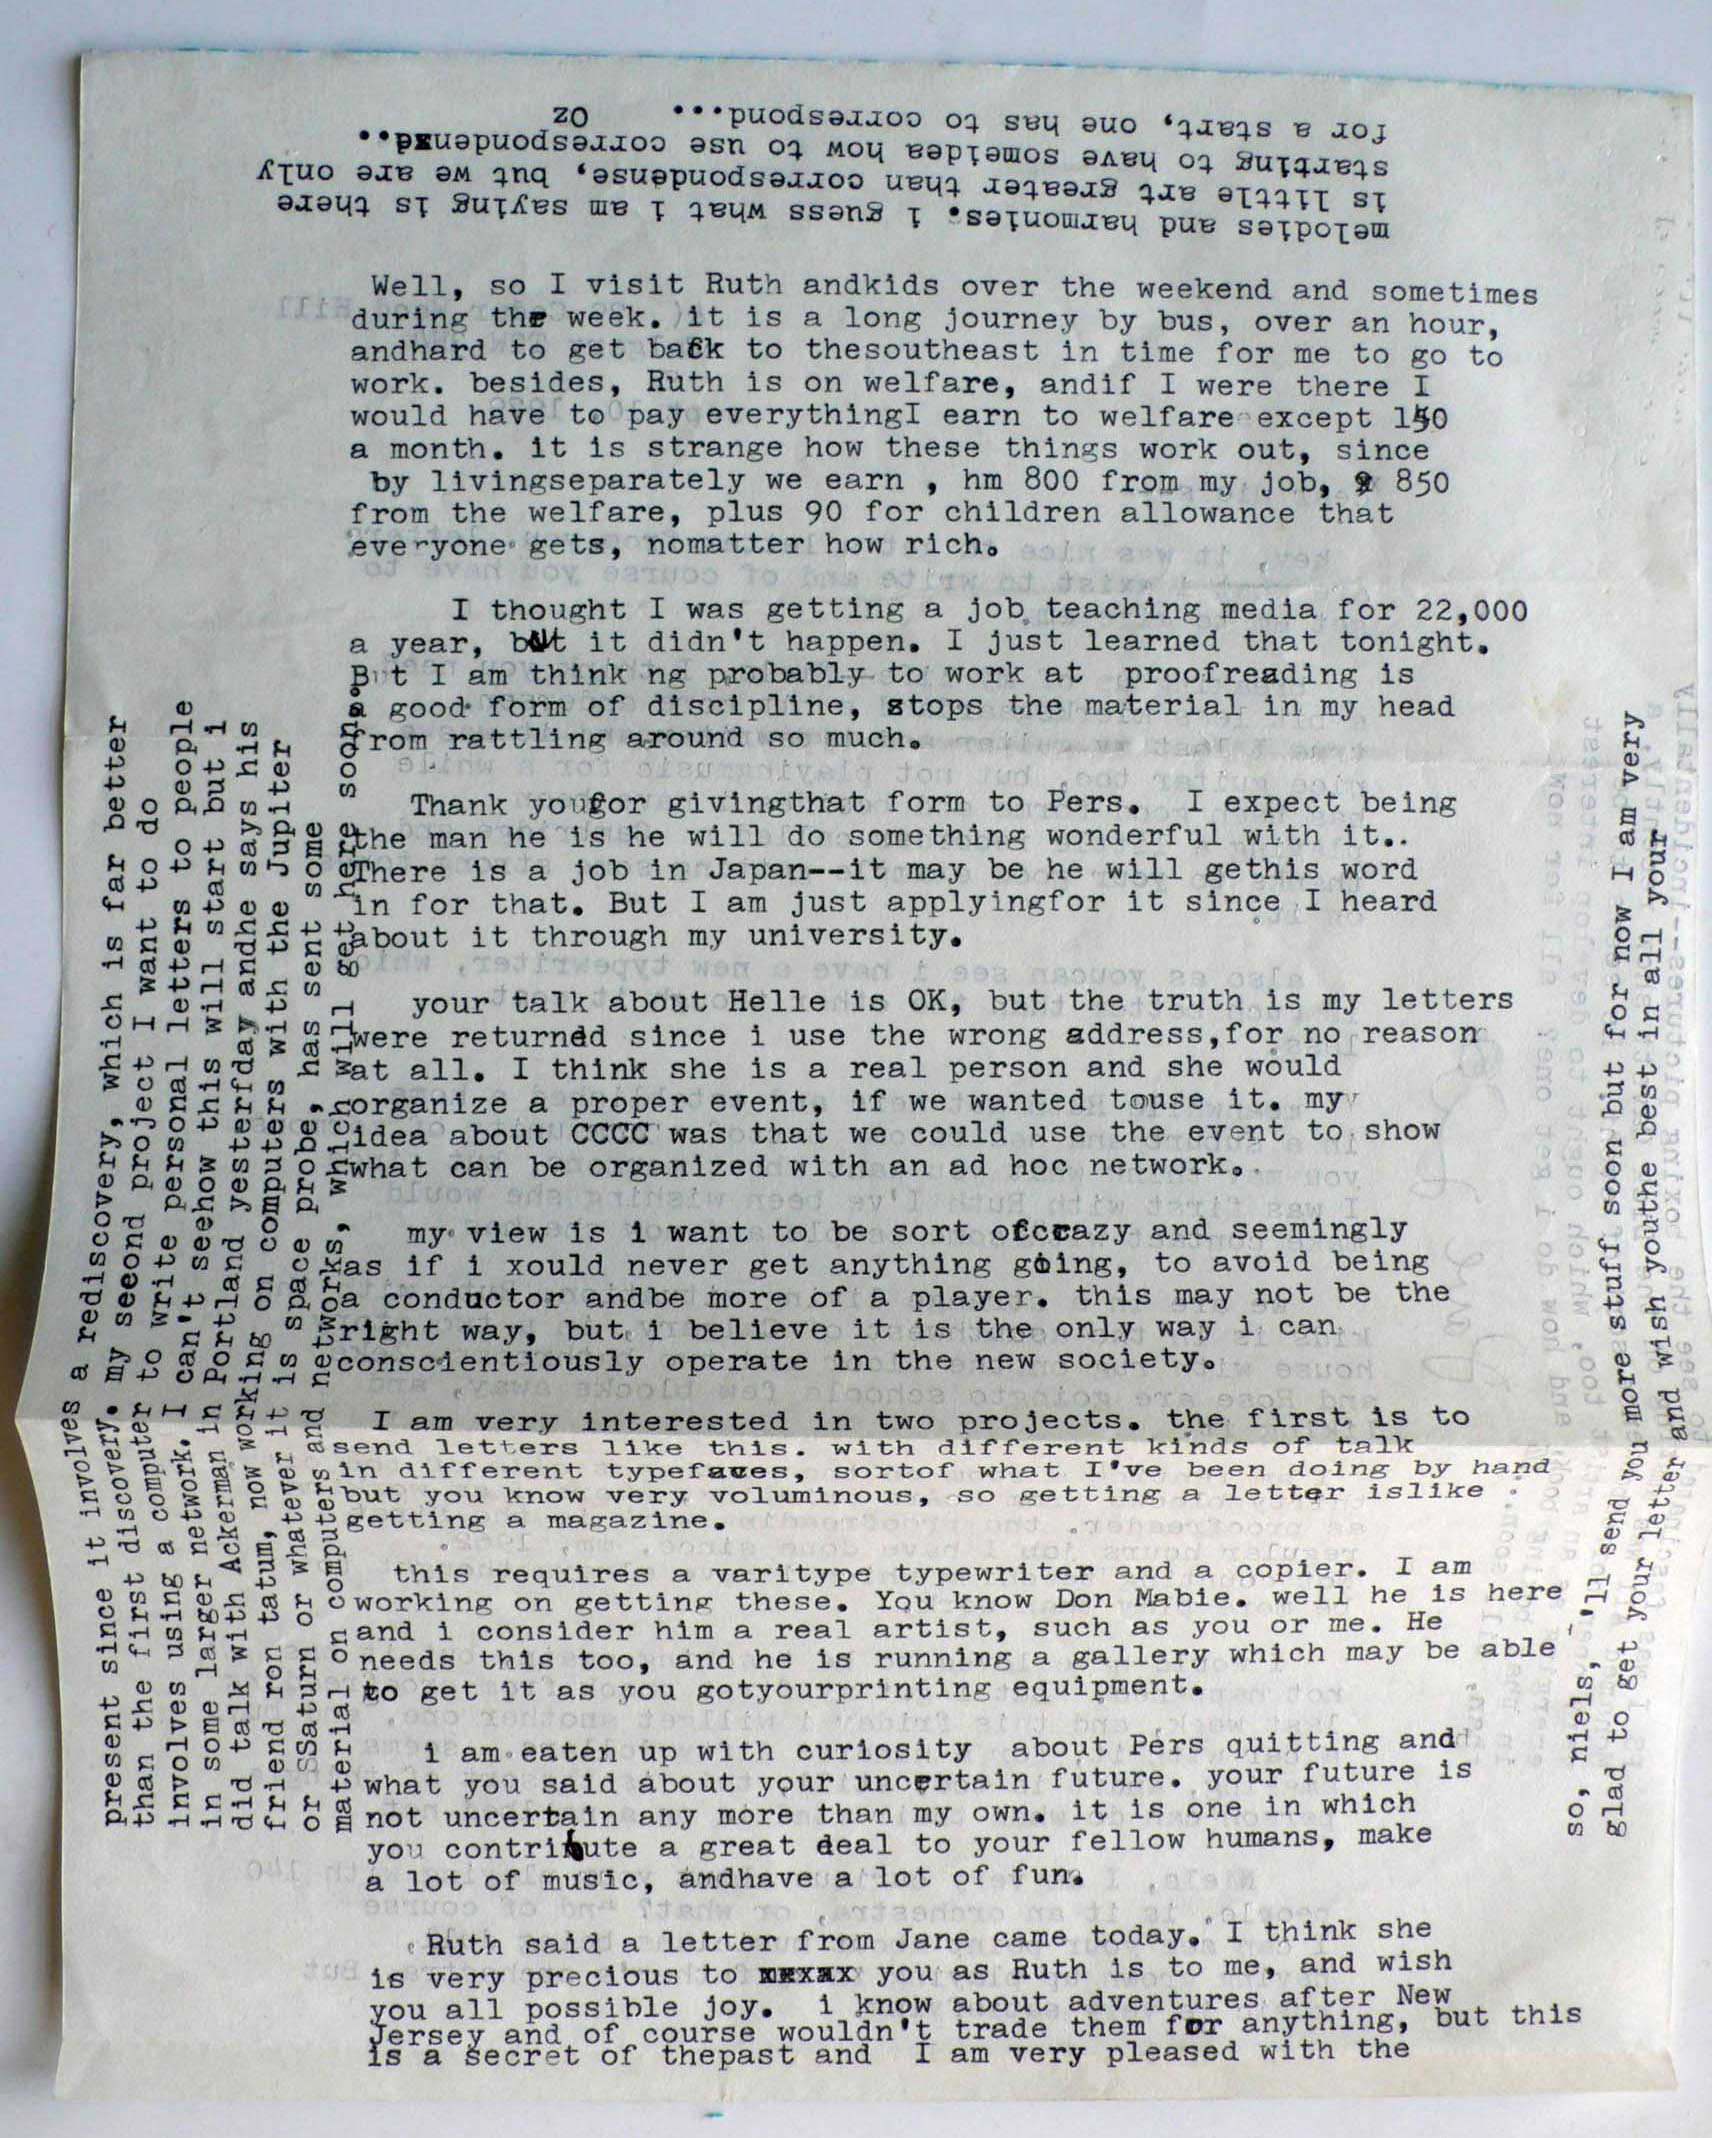 Well, so I visit Ruth andkids over the weekend and sometimes
during the week. it is a long journey by bus, over an hour,
andhard to get back to thesoutheast in time for me to go to
work. besides, Ruth is on welfare, andif I were there I
would have to pay everythingI earn to welfare except 150
a month. it is strange how these things work out, since
by livingseparately we earn , hm 800 from my job, 850
from the welfare, plus 90 for children allowance that
everyone gets, nomatter how rich.
I thought I was getting a job teaching media for 22,000
a year, but it didn't happen. I just learned that tonight.
But I am think ng probably to work at proofreading is
a good form of discipline, stops the material in my head
from rattling around so much.
Thank youfor givingthat form to Pers. I expect being
the man he is he will do something wonderful with it..
There is a job in Japan--it may be he will gethis word
in for that. But I am just applyingfor it since I heard
about it through my university.
your talk about Helle is OK, but the truth is my letters
were returned since i use the wrong address,for no reason
at all. I think she is a real person and she would
organize a proper event, if we wanted touse it. my
idea about CCCC was that we could use the event to show
what can be organized with an ad hoc network.
my view is i want to be sort ofcrazy and seemingly
as if i xould never get anything going, to avoid being
a conductor andbe more of a player. this may not be the
right way, but i believe it is the only way i can
conscientiously operate in the new society.
I am very interested in two projects. the first is to
send letters like this. with different kinds of talk
in different typefaces, sortof what I've been doing by hand
but you know very voluminous, so getting a letter islike
getting a magazine.
this requires a varitype typewriter and a copier. I am
working on getting these. You know Don Mabie. well he is here
and i consider him a real artist, such as you or me. He
needs this too, and he is running a gallery which may be able
to get it as you gotyourprinting equipment.
i am eaten up with curiosity about Pers quitting and
what you said about your uncertain future. your future is
not uncertain any more than my own. it is one in which
you contribute a great deal to your fellow humans, make
a lot of music, andhave a lot of fun.
Ruth said a letter from Jane came today. I think she
is very precious to xxxxx you as Ruth is to me, and wish
you all possible joy. i know about adventures after New
Jersey and of course wouldn't trade them for anything, but this
is a secret of thepast and I am very pleased with the
present since it involves a rediscovery, which is far better
than the first discovery. my seeond project I want to do
involves using a computer to write personal letters to people
in some larger network. I can't seehow this will start but i
did talk with Ackerman in Portland yesterfday andhe says his
friend ron tatum, now working on computers with the Jupiter
or SSaturn or whatever it is space probe, has sent some
material on computers and networks, which will get here soon.
so, niels, -'ll send you more stuff soon but for now I am very
glad to get your letter and wish youthe best in all your
melodies and harmonies. i guess what i am saying is there
is little art greater than correspondense, but we are only
startting to have someidea how to use correspondensxe..
for a start, one has to correspond... Oz